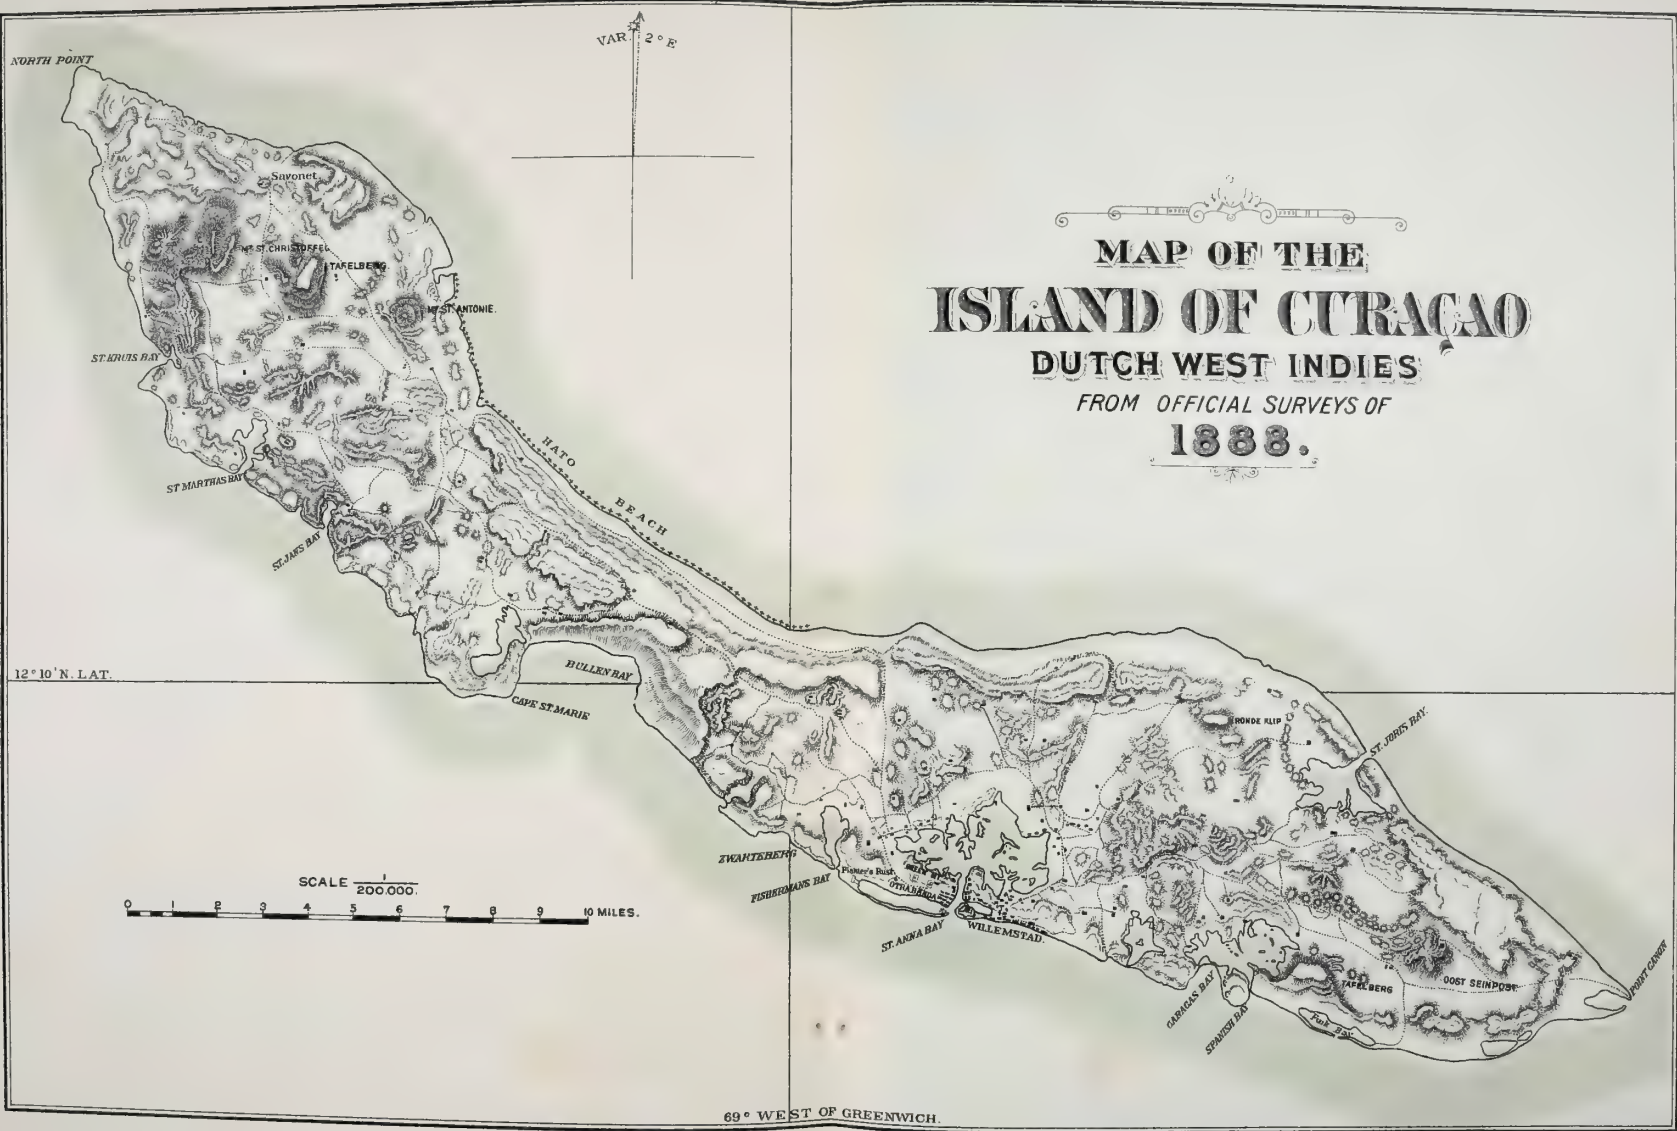 NORTH POINT
VAR. 2° E
Savonet.
MT. ST. CHRISTOFFEL
TAFELBERG
MT. ST. ANTONIE.
ST. KRUIS BAY
ST MARTHAS BAY
ST. JANS BAY
HATO BEACH
MAP OF THE
ISLAND OF CURAÇAO
DUTCH WEST INDIES
FROM OFFICIAL SURVEYS OF
1888.
12° 10' N. LAT.
BULLEN BAY
CAPE ST. MARIE
RONDE KLIP
ST. JORIS BAY.
ZWARTEBERG
FISHERMANS BAY
Plater's Rust
OTRABANDA
ST. ANNA BAY
WILLEMSTAD.
CARACAS BAY
SPANISH BAY
Fuik Bay
TAFELBERG
OOST SEINPOST.
POINT CANON
SCALE 1
200.000.
0 1 2 3 4 5 6 7 8 9 10 MILES.
69° WEST OF GREENWICH.